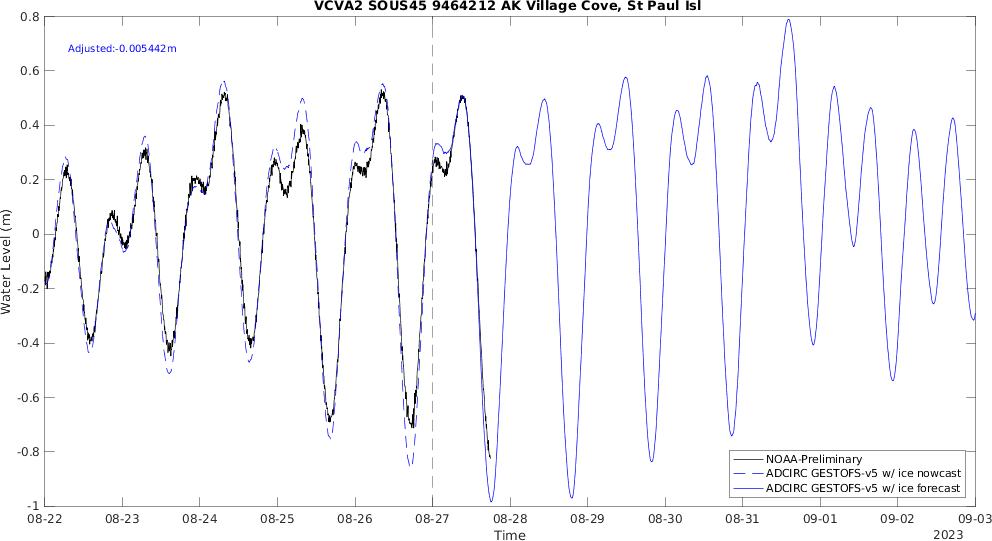 VCVA2 SOUS45 9464212 AK Village Cove, St Paul Isl
Adjusted:-0.005442m
Water Level (m)
0.8
0.6
0.4
0.2
0
-0.2
-0.4
-0.6
-0.8
-1
NOAA-Preliminary
ADCIRC GESTOFS-v5 w/ ice nowcast
ADCIRC GESTOFS-v5 w/ ice forecast
08-22 08-23 08-24 08-25 08-26 08-27 08-28 08-29 08-30 08-31 09-01 09-02 09-03
Time
2023